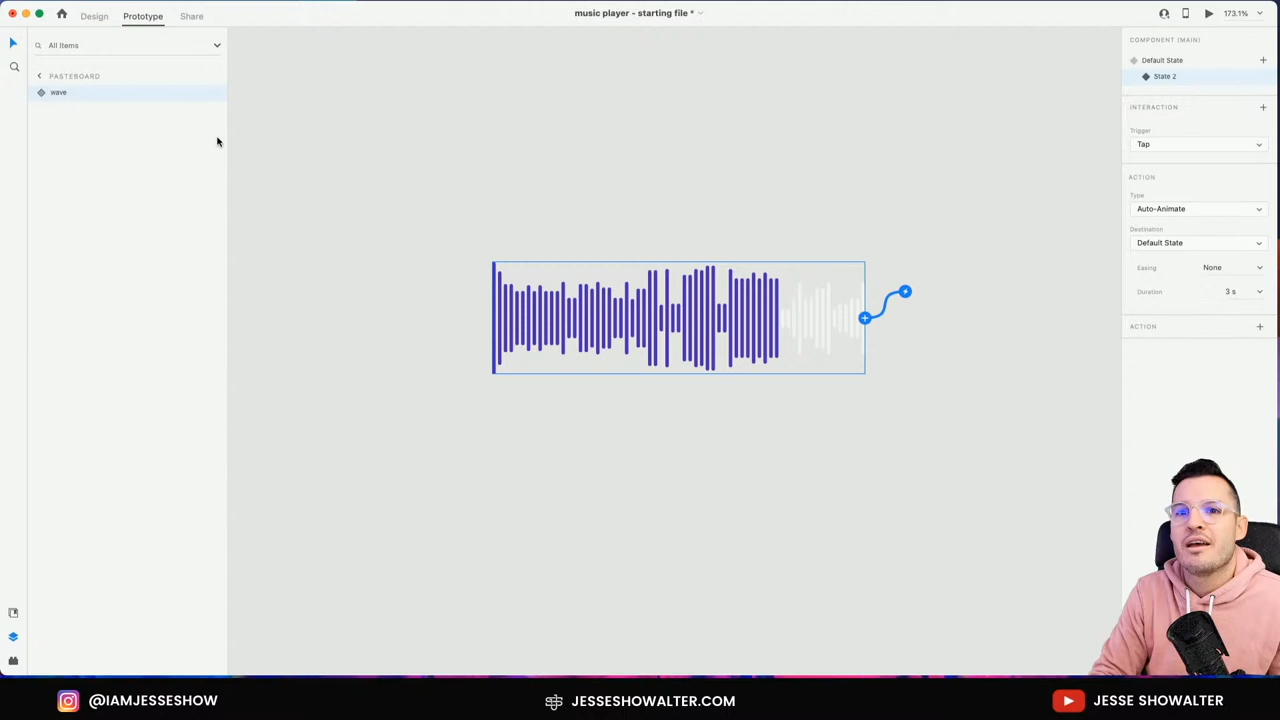 Design
Prototype
Share
music player - starting file *
173.1%
All Items
PASTEBOARD
wave
COMPONENT (MAIN)
Default State
State 2
INTERACTION
Trigger
Tap
ACTION
Type
Auto-Animate
Destination
Default State
Easing
None
Duration
3 s
ACTION
@IAMJESSESHOW
JESSESHOWALTER.COM
JESSE SHOWALTER